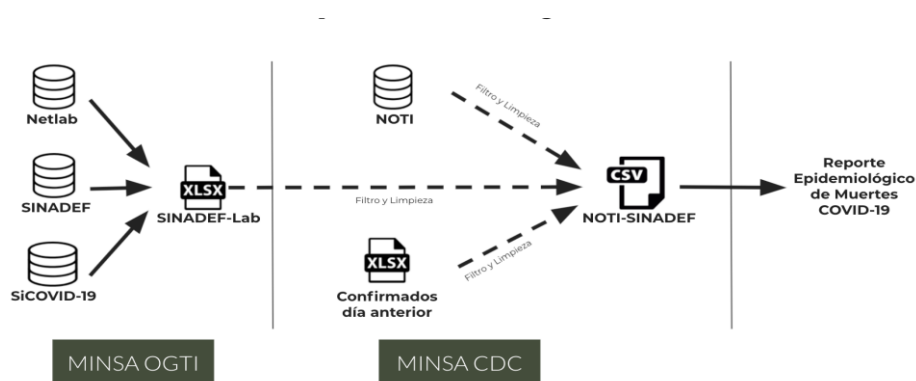 Netlab
SINADEF
SiCOVID-19
XLSX
SINADEF-Lab
NOTI
Filtro y Limpieza
Filtro y Limpieza
XLSX
Confirmados
día anterior
Filtro y Limpieza
CSV
NOTI-SINADEF
Reporte
Epidemiológico
de Muertes
COVID-19
MINSA OGTI
MINSA CDC